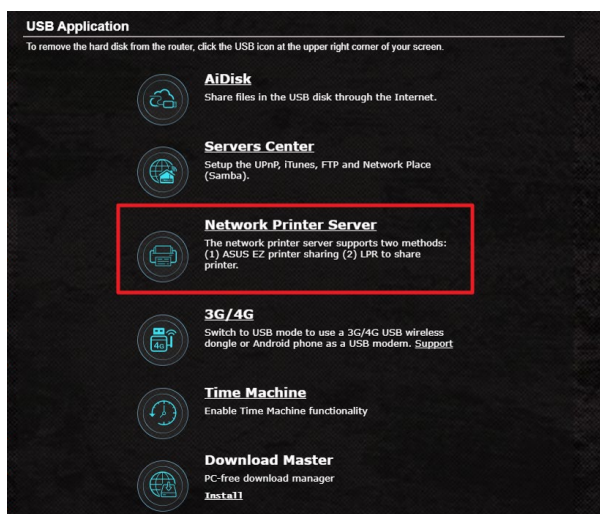 USB Application
To remove the hard disk from the router, click the USB icon at the upper right corner of your screen.
AiDisk
Share files in the USB disk through the Internet.
Servers Center
Setup the UPnP, iTunes, FTP and Network Place
(Samba).
Network Printer Server
The network printer server supports two methods:
(1) ASUS EZ printer sharing (2) LPR to share
printer.
3G/4G
4G
Switch to USB mode to use a 3G/4G USB wireless
dongle or Android phone as a USB modem. Support
Time Machine
Enable Time Machine functionality
Download Master
PC-free download manager
Install